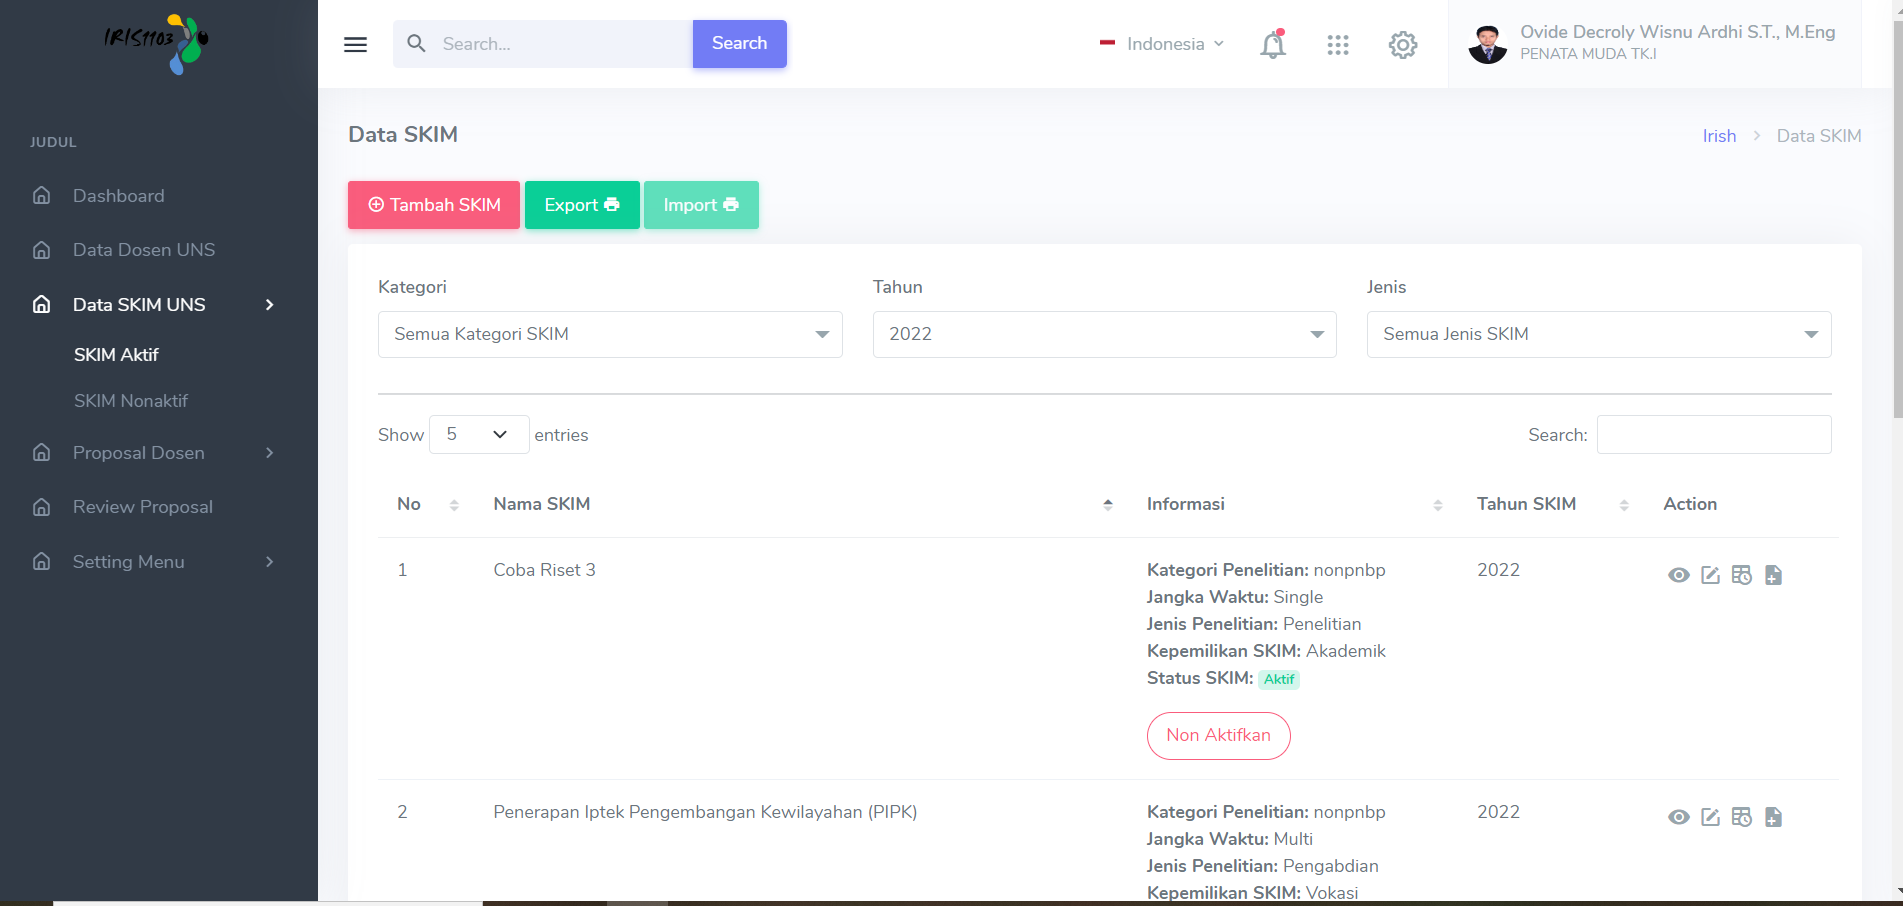 IRIS1103
Search...
Search
Indonesia
Ovide Decroly Wisnu Ardhi S.T., M.Eng
PENATA MUDA TK.I
JUDUL
Dashboard
Data Dosen UNS
Data SKIM UNS
SKIM Aktif
SKIM Nonaktif
Proposal Dosen
Review Proposal
Setting Menu
Data SKIM
Irish > Data SKIM
Tambah SKIM Export Import
Kategori Tahun Jenis
Semua Kategori SKIM 2022 Semua Jenis SKIM
Show 5 entries Search:
No Nama SKIM Informasi Tahun SKIM Action
1 Coba Riset 3 Kategori Penelitian: nonpnbp 2022
Jangka Waktu: Single
Jenis Penelitian: Penelitian
Kepemilikan SKIM: Akademik
Status SKIM: Aktif
Non Aktifkan
2 Penerapan Iptek Pengembangan Kewilayahan (PIPK) Kategori Penelitian: nonpnbp 2022
Jangka Waktu: Multi
Jenis Penelitian: Pengabdian
Kepemilikan SKIM: Vokasi